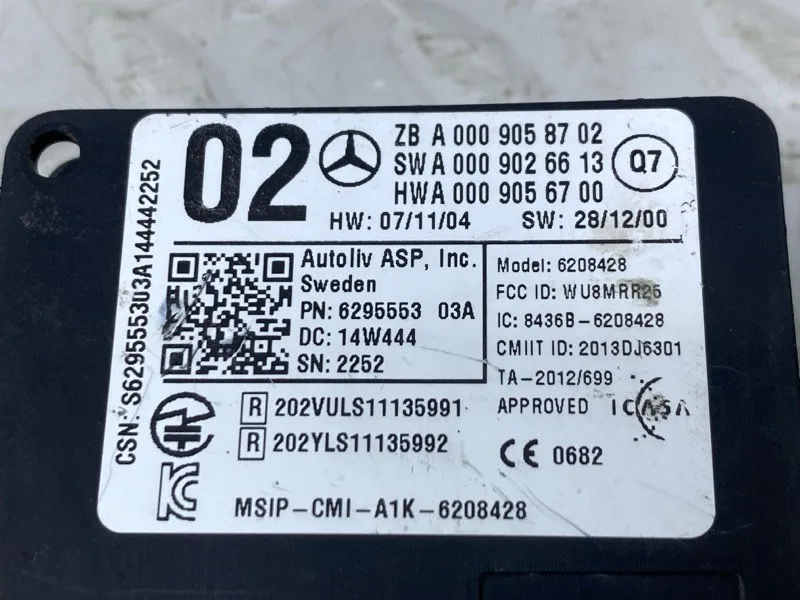 02
ZB A 000 905 87 02
SW A 000 902 66 13
HW A 000 905 67 00
Q7
HW: 07/11/04 SW: 28/12/00
CSN: S629555303A144442252
Autoliv ASP, Inc.
Sweden
PN: 6295553 03A
DC: 14W444
SN: 2252
Model: 6208428
FCC ID: WU8MRR25
IC: 8436B-6208428
CMIIT ID: 2013DJ6301
TA-2012/699
APPROVED ICASA
R 202VULS11135991
R 202YLS11135992
CE 0682
MSIP-CMI-A1K-6208428